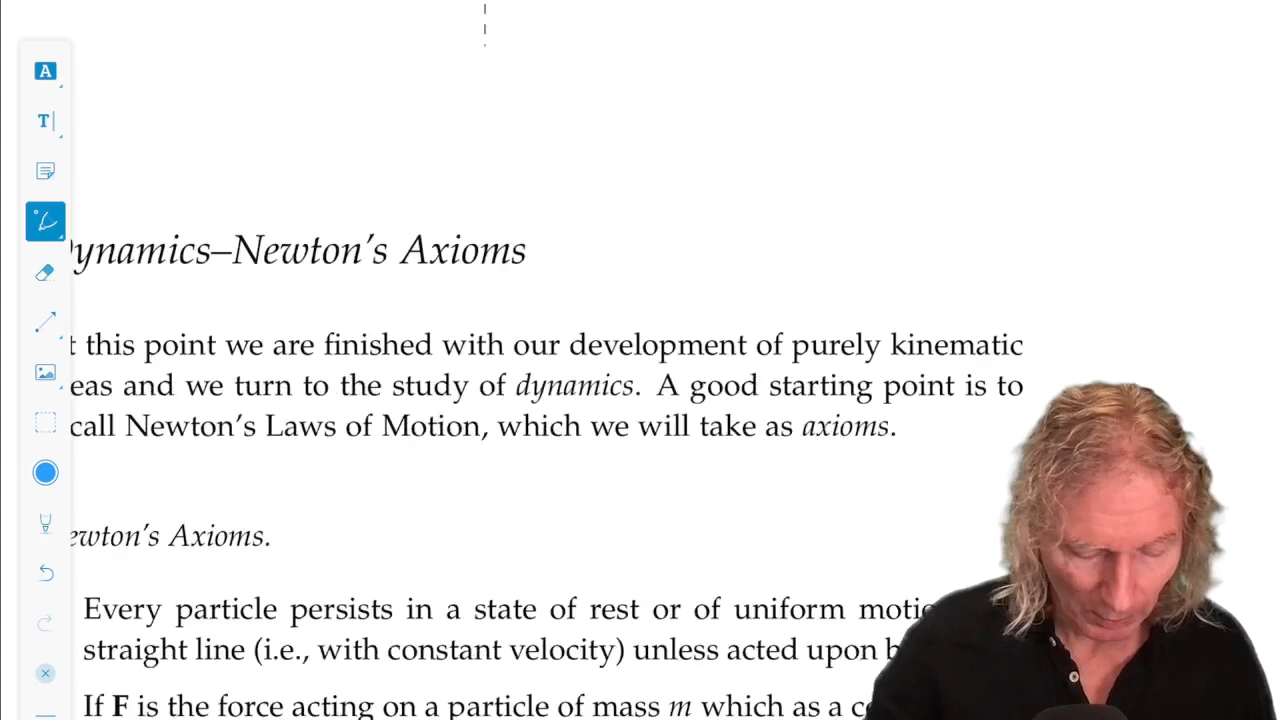 ynamics–Newton's Axioms
t this point we are finished with our development of purely kinematic
eas and we turn to the study of dynamics. A good starting point is to
call Newton's Laws of Motion, which we will take as axioms.
ewton's Axioms.
Every particle persists in a state of rest or of uniform
straight line (i.e., with constant velocity) unless acted upon
If F is the force acting on a particle of mass m which as a